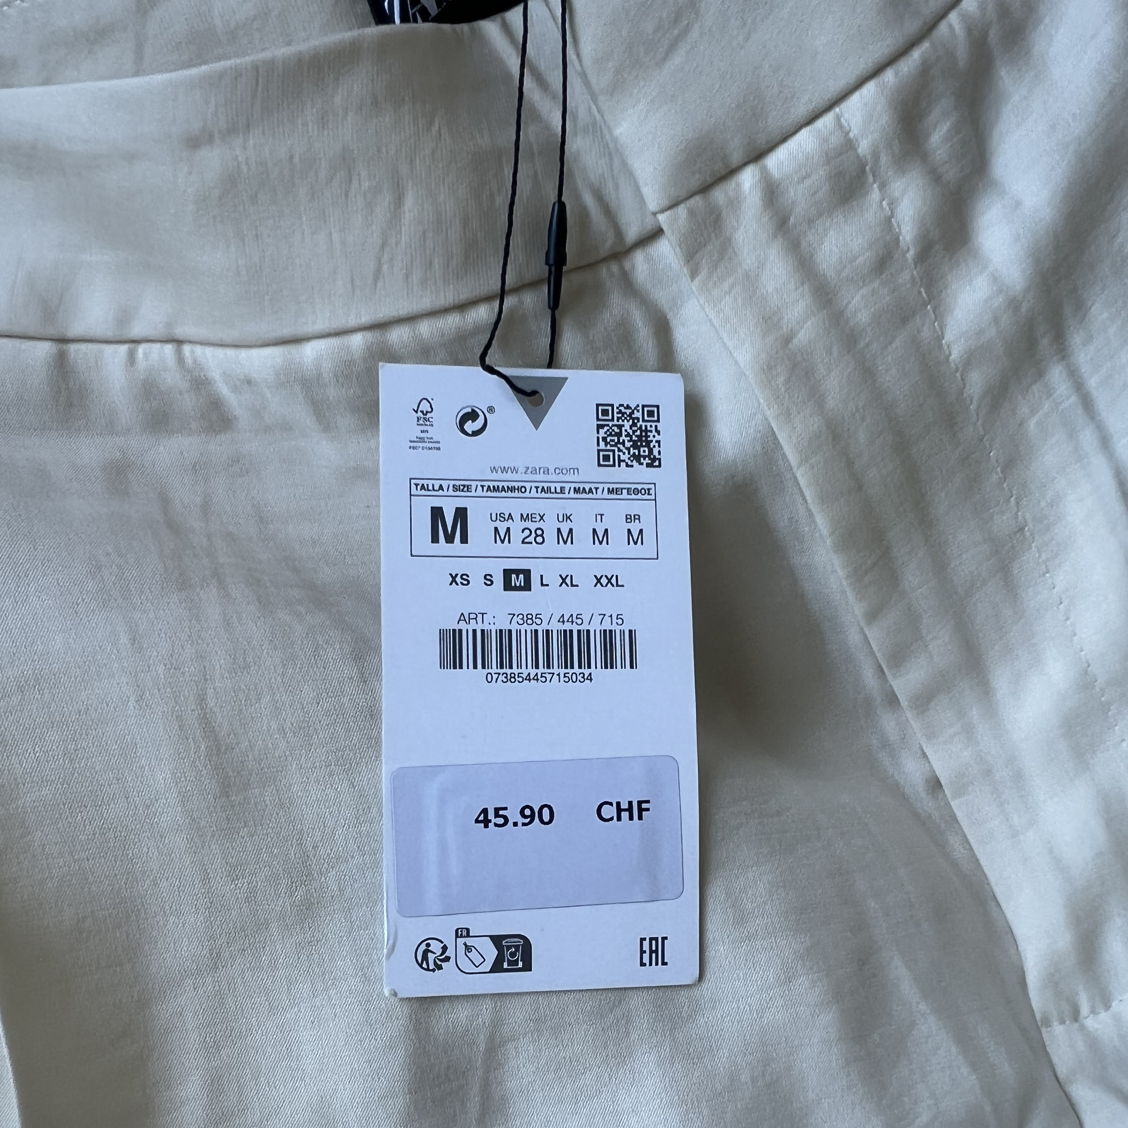 FSC
®
www.zara.com
TALLA / SIZE / TAMANHO / TAILLE / MAAT / ΜΕΓΕΘΟΣ
M
USA MEX UK IT BR
M 28 M M M
XS S M L XL XXL
ART.: 7385 / 445 / 715
07385445715034
45.90 CHF
FR
EAC